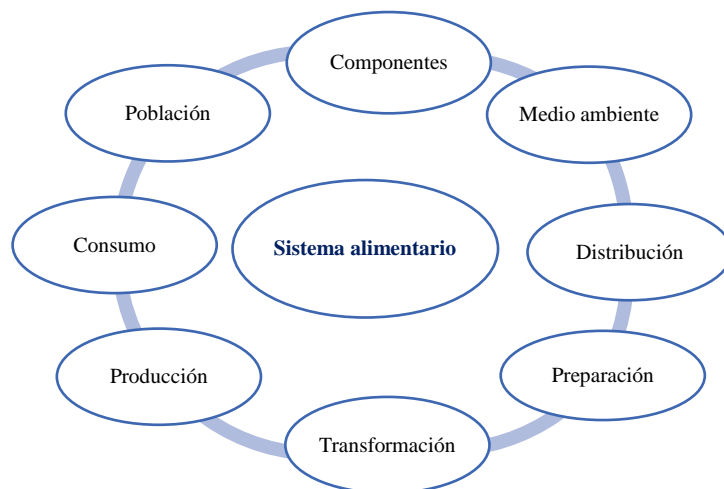 Componentes
Población
Medio ambiente
Consumo
Sistema alimentario
Distribución
Producción
Preparación
Transformación